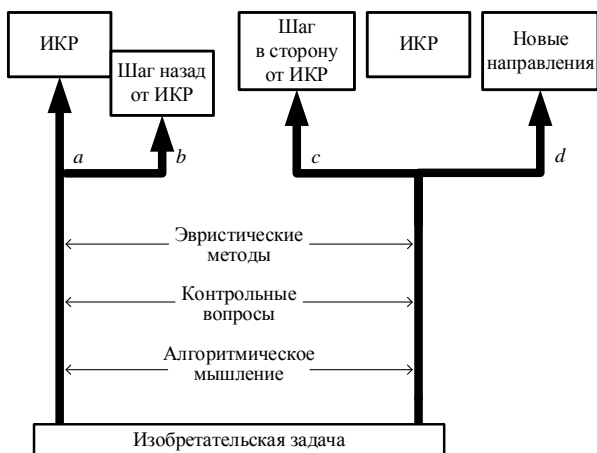 ИКР
Шаг назад
от ИКР
Шаг
в сторону
от ИКР
ИКР
Новые
направления
a
b
c
d
Эвристические
методы
Контрольные
вопросы
Алгоритмическое
мышление
Изобретательская задача